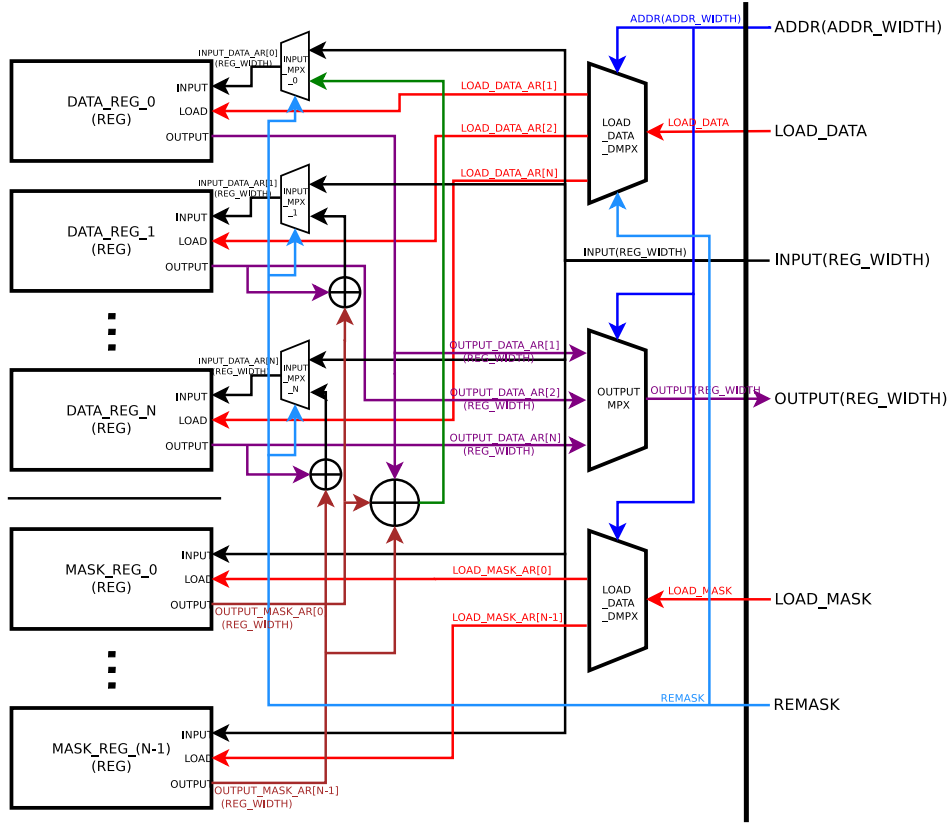 ADDR(ADDR_WIDTH)
ADDR(ADDR_WIDTH)
INPUT_DATA_AR[0]
(REG_WIDTH)
INPUT
_MPX
_0
DATA_REG_0
(REG)
INPUT
LOAD
OUTPUT
LOAD_DATA_AR[1]
LOAD_DATA_AR[2]
LOAD_DATA_AR[N]
LOAD
_DATA
_DMPX
LOAD_DATA
LOAD_DATA
INPUT_DATA_AR[1]
(REG_WIDTH)
INPUT
_MPX
_1
DATA_REG_1
(REG)
INPUT
LOAD
OUTPUT
INPUT(REG_WIDTH)
INPUT(REG_WIDTH)
INPUT_DATA_AR[N]
(REG_WIDTH)
INPUT
_MPX
_N
DATA_REG_N
(REG)
INPUT
LOAD
OUTPUT
OUTPUT_DATA_AR[1]
(REG_WIDTH)
OUTPUT_DATA_AR[2]
(REG_WIDTH)
OUTPUT_DATA_AR[N]
(REG_WIDTH)
OUTPUT
MPX
OUTPUT(REG_WIDTH
OUTPUT(REG_WIDTH)
MASK_REG_0
(REG)
INPUT
LOAD
OUTPUT
OUTPUT_MASK_AR[0]
(REG_WIDTH)
LOAD_MASK_AR[0]
LOAD_MASK_AR[N-1]
LOAD
_DATA
_DMPX
LOAD_MASK
LOAD_MASK
REMASK
REMASK
MASK_REG_(N-1)
(REG)
INPUT
LOAD
OUTPUT
OUTPUT_MASK_AR[N-1]
(REG_WIDTH)